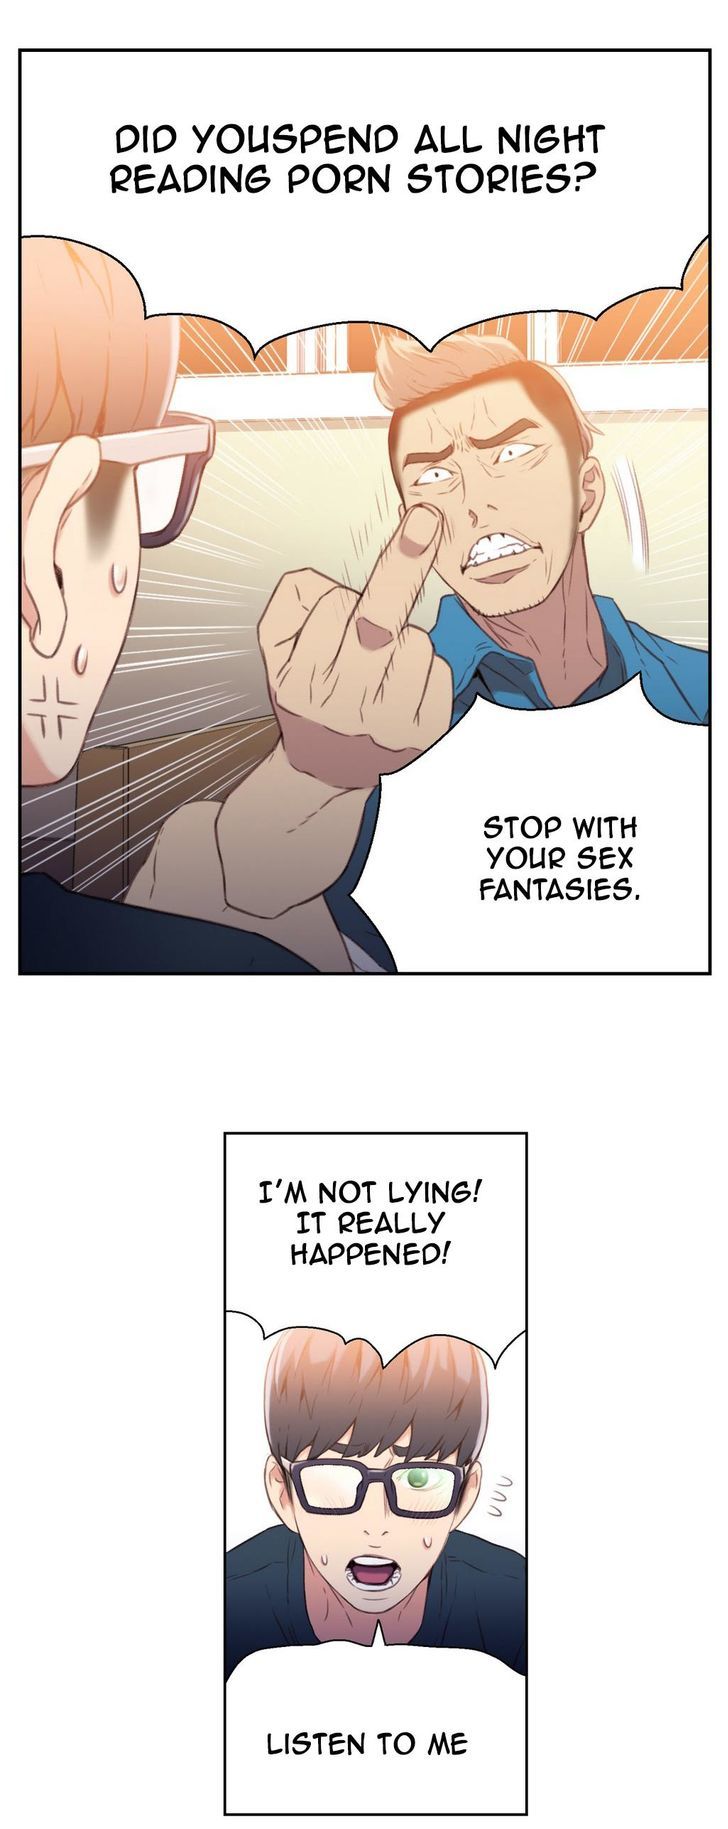 DID YOUSPEND ALL NIGHT
READING PORN STORIES?
STOP WITH
YOUR SEX
FANTASIES.
I'M NOT LYING!
IT REALLY
HAPPENED!
LISTEN TO ME